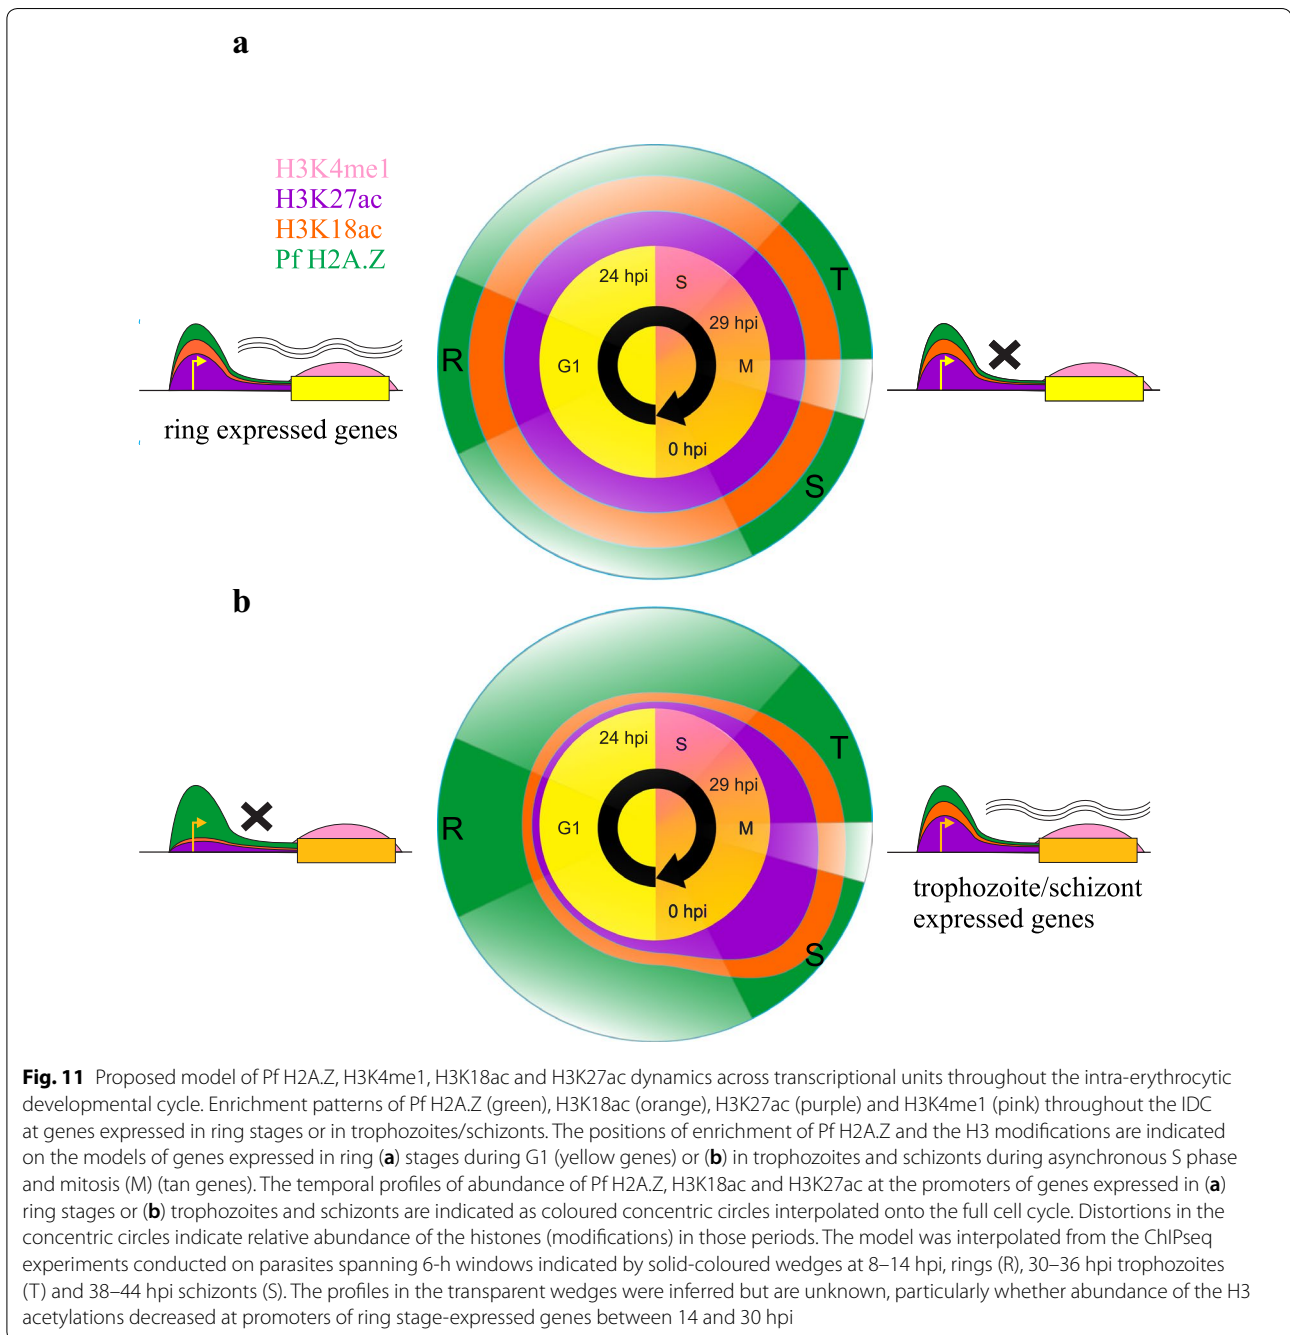 a
H3K4me1
H3K27ac
H3K18ac
Pf H2A.Z
24 hpi
S
29 hpi
G1
M
0 hpi
R
T
S
ring expressed genes
b
24 hpi
S
29 hpi
G1
M
0 hpi
R
T
S
trophozoite/schizont
expressed genes
Fig. 11 Proposed model of Pf H2A.Z, H3K4me1, H3K18ac and H3K27ac dynamics across transcriptional units throughout the intra-erythrocytic
developmental cycle. Enrichment patterns of Pf H2A.Z (green), H3K18ac (orange), H3K27ac (purple) and H3K4me1 (pink) throughout the IDC
at genes expressed in ring stages or in trophozoites/schizonts. The positions of enrichment of Pf H2A.Z and the H3 modifications are indicated
on the models of genes expressed in ring (a) stages during G1 (yellow genes) or (b) in trophozoites and schizonts during asynchronous S phase
and mitosis (M) (tan genes). The temporal profiles of abundance of Pf H2A.Z, H3K18ac and H3K27ac at the promoters of genes expressed in (a)
ring stages or (b) trophozoites and schizonts are indicated as coloured concentric circles interpolated onto the full cell cycle. Distortions in the
concentric circles indicate relative abundance of the histones (modifications) in those periods. The model was interpolated from the ChIPseq
experiments conducted on parasites spanning 6-h windows indicated by solid-coloured wedges at 8–14 hpi, rings (R), 30–36 hpi trophozoites
(T) and 38–44 hpi schizonts (S). The profiles in the transparent wedges were inferred but are unknown, particularly whether abundance of the H3
acetylations decreased at promoters of ring stage-expressed genes between 14 and 30 hpi